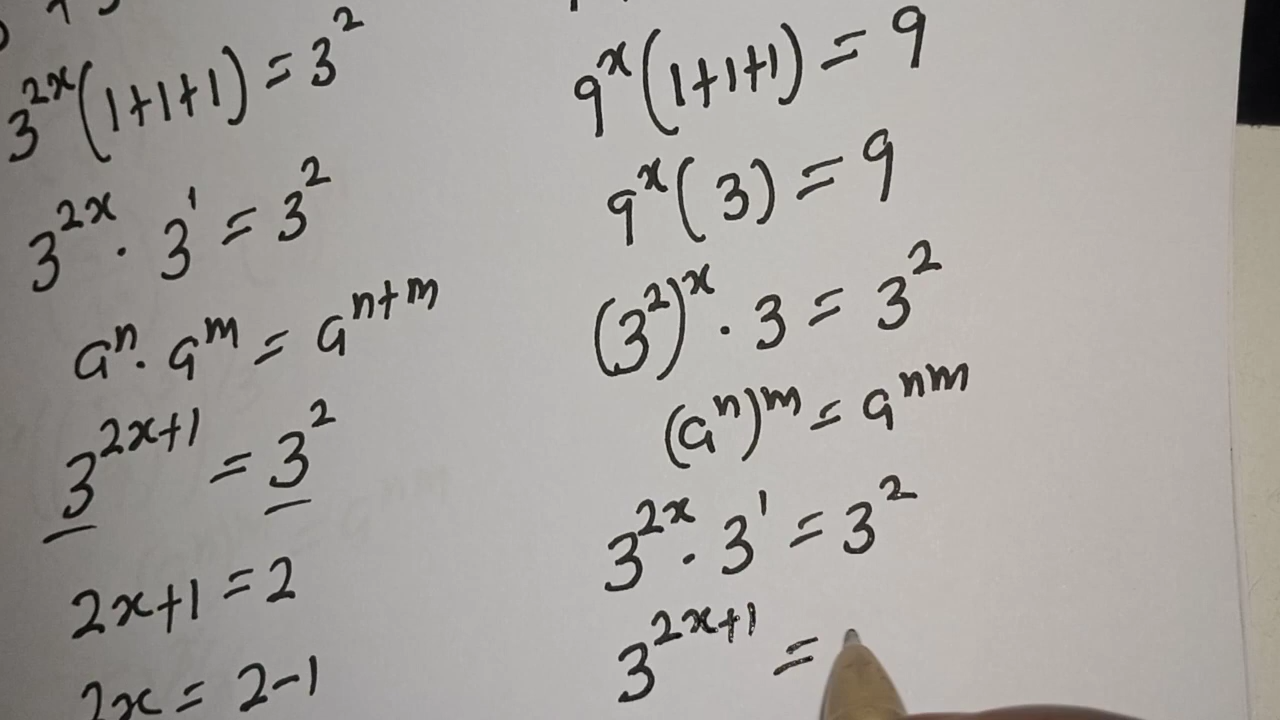 3^{2x}(1+1+1) = 3^2
3^{2x} · 3^1 = 3^2
a^n · a^m = a^{n+m}
3^{2x+1} = 3^2
2x+1 = 2
2x = 2-1
9^x(1+1+1) = 9
9^x(3) = 9
(3^2)^x · 3 = 3^2
(a^n)^m = a^{nm}
3^{2x} · 3^1 = 3^2
3^{2x+1} =